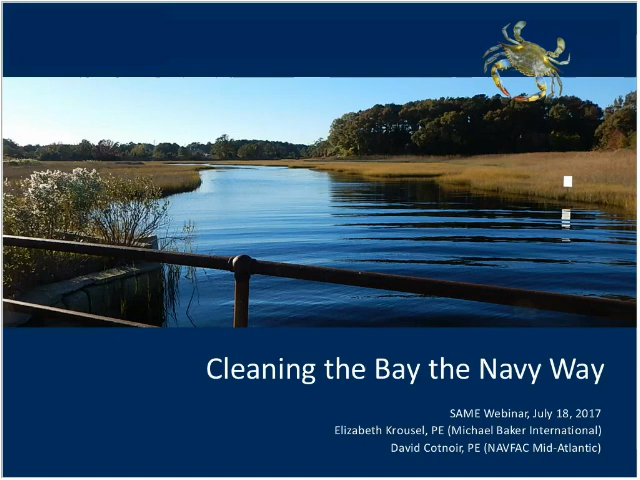 Cleaning the Bay the Navy Way
SAME Webinar, July 18, 2017
Elizabeth Krousel, PE (Michael Baker International)
David Cotnoir, PE (NAVFAC Mid-Atlantic)